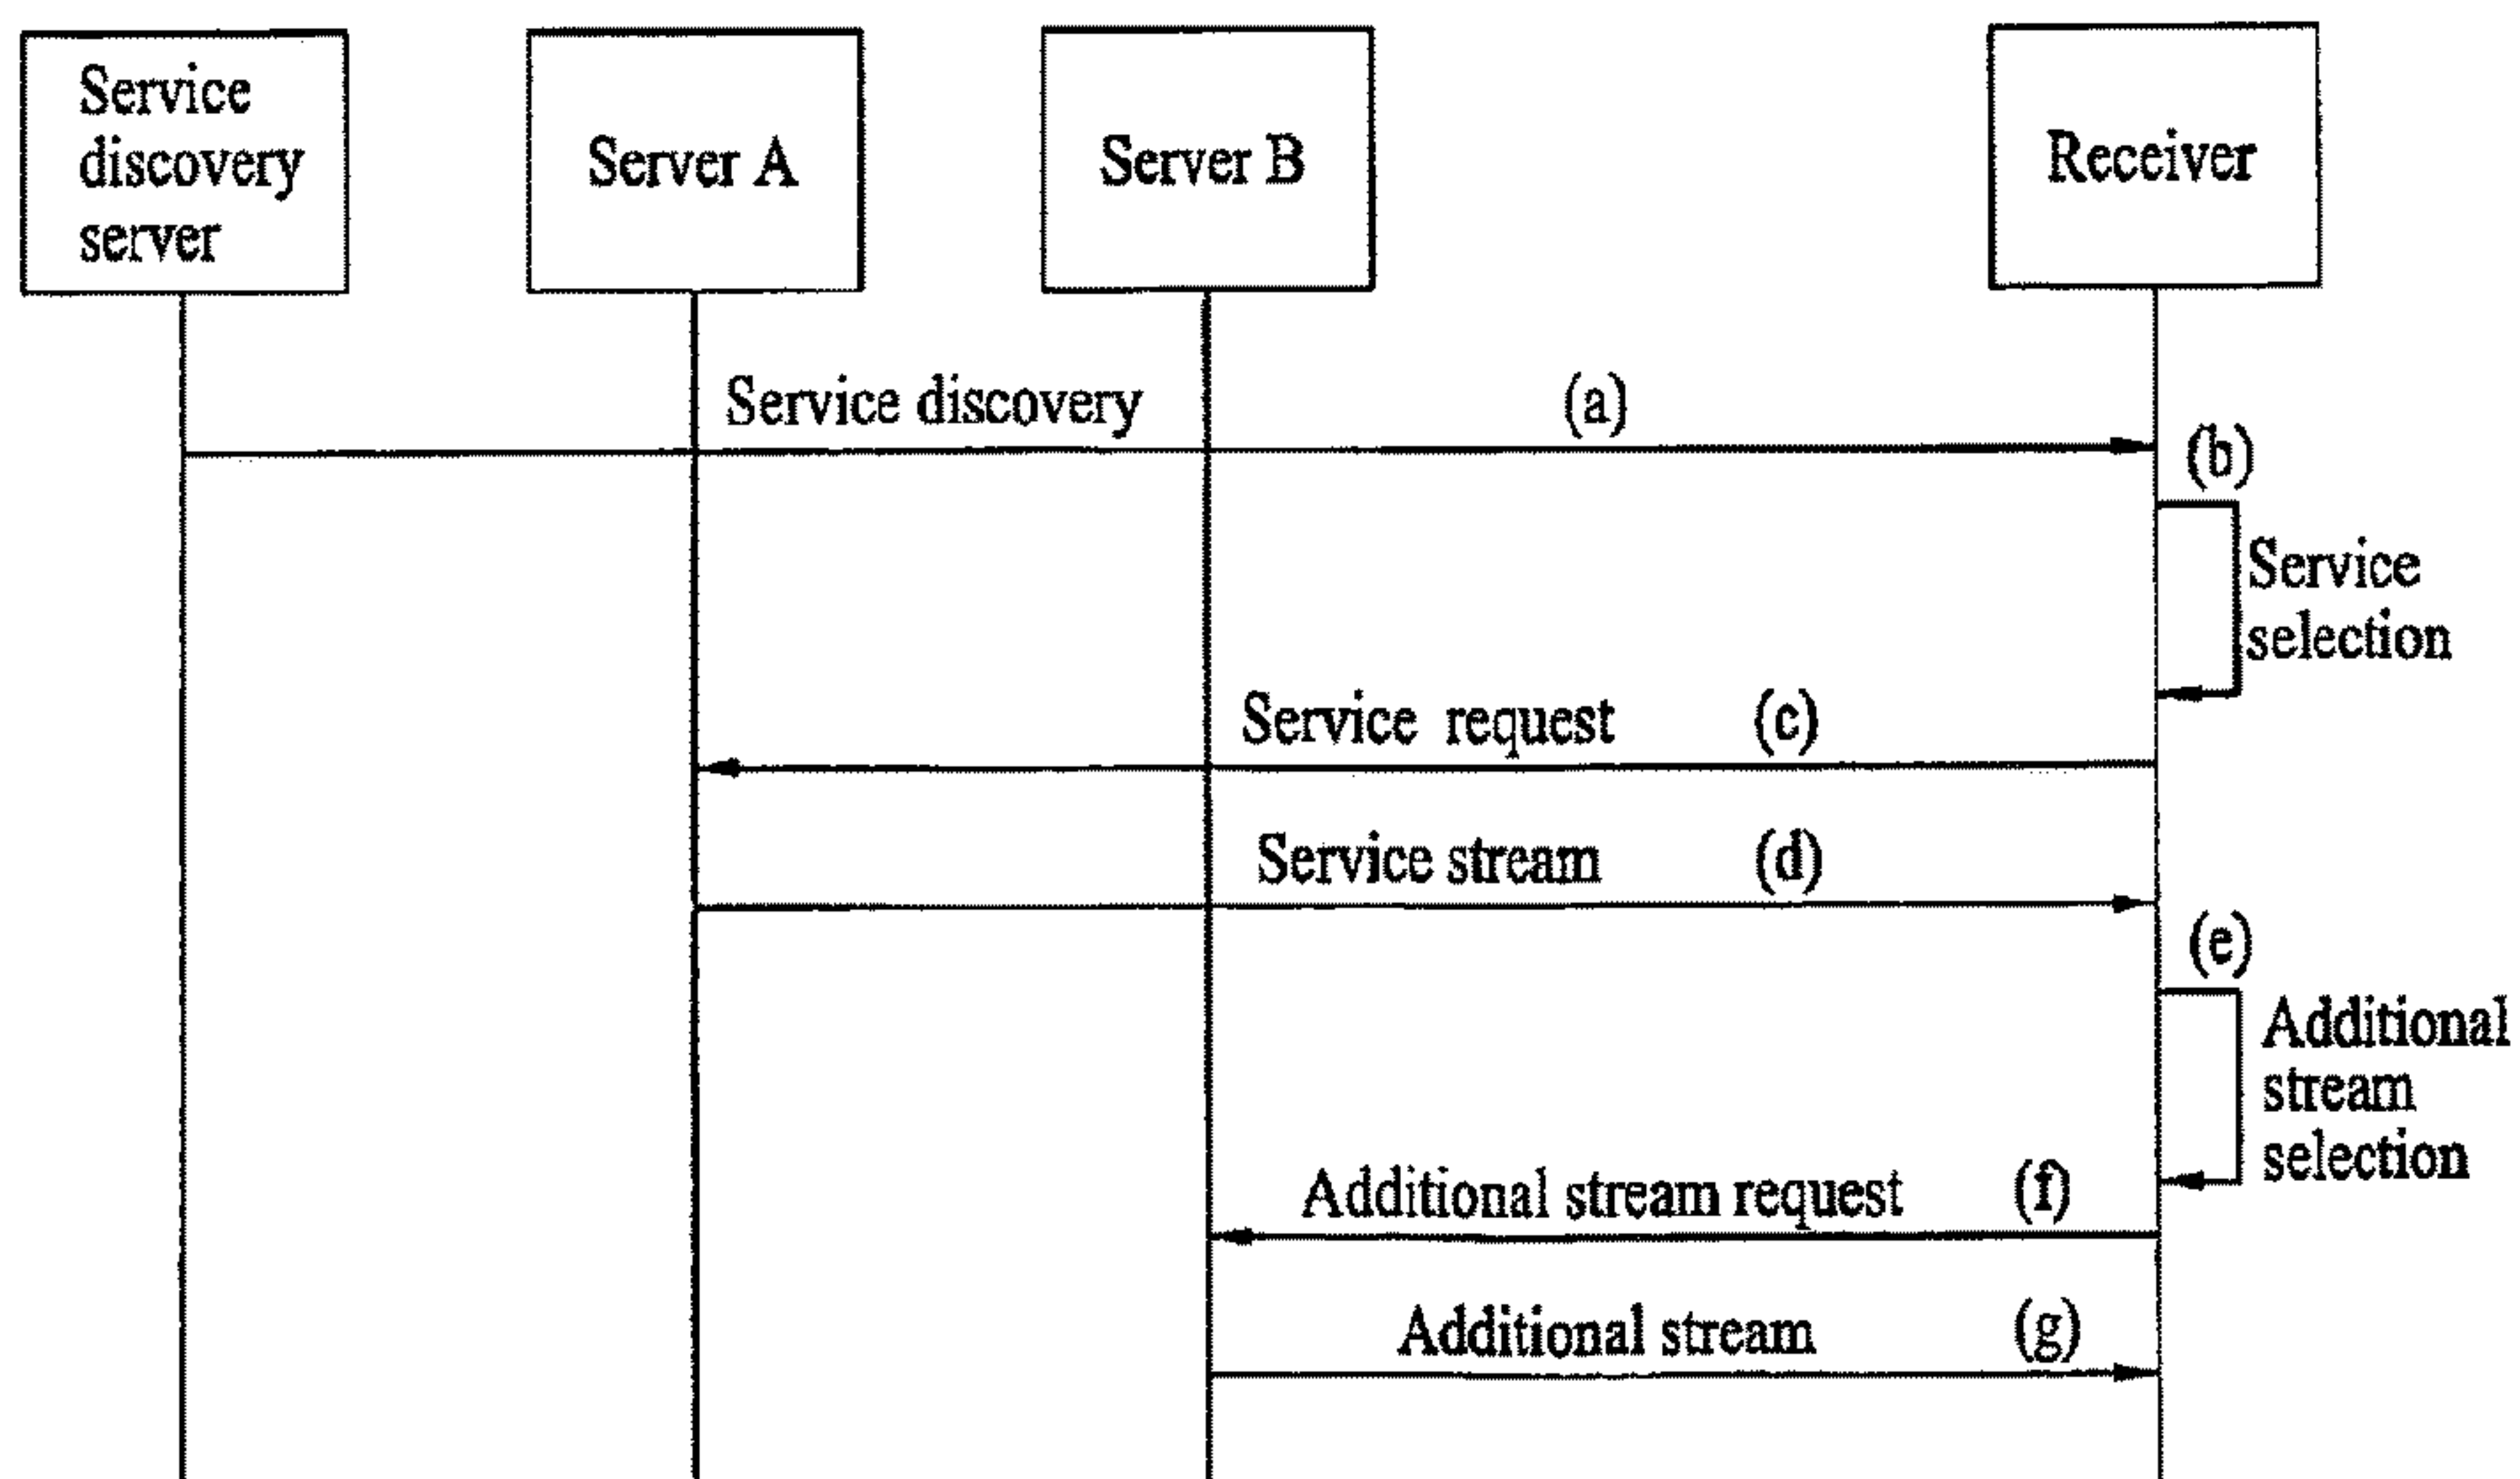 Service
discovery
server
Server A
Server B
Receiver
Service discovery (a)
(b)
Service
selection
Service request (c)
Service stream (d)
(e)
Additional
stream
selection
Additional stream request (f)
Additional stream (g)